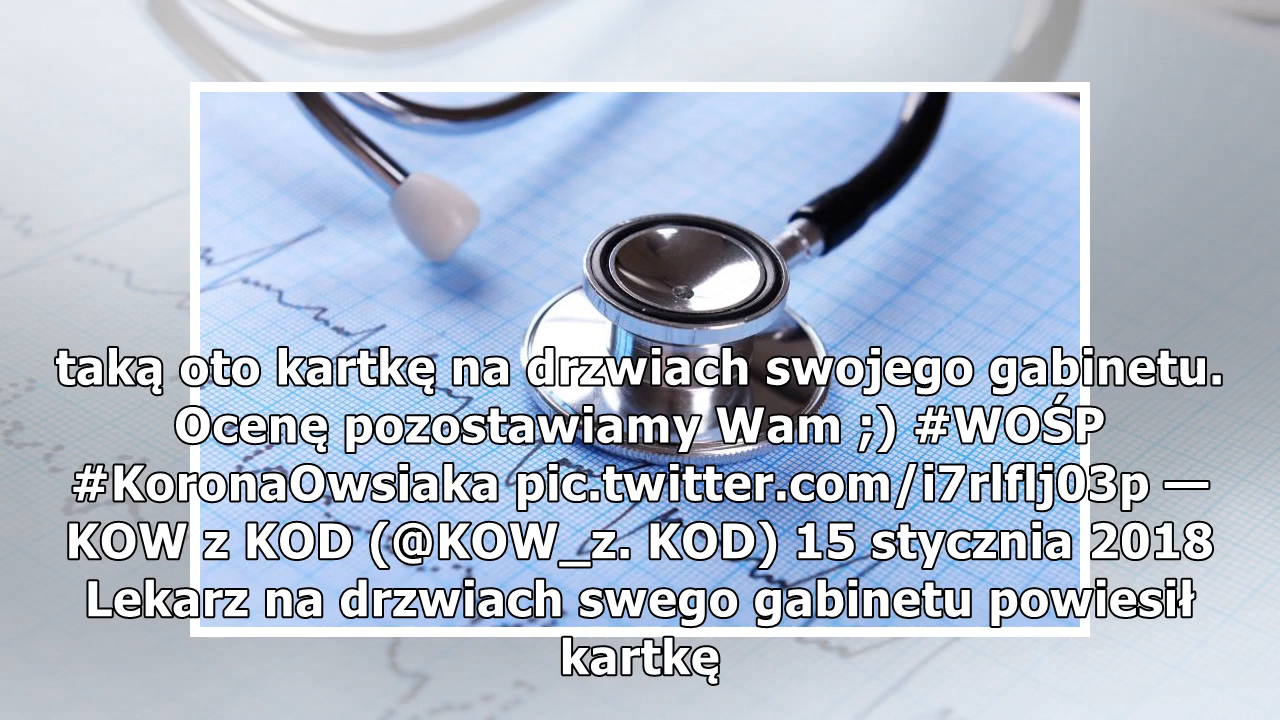 taką oto kartkę na drzwiach swojego gabinetu.
Ocenę pozostawiamy Wam ;) #WOŚP
#KoronaOwsiaka pic.twitter.com/i7rlflj03p —
KOW z KOD (@KOW_z. KOD) 15 stycznia 2018
Lekarz na drzwiach swego gabinetu powiesił
kartkę